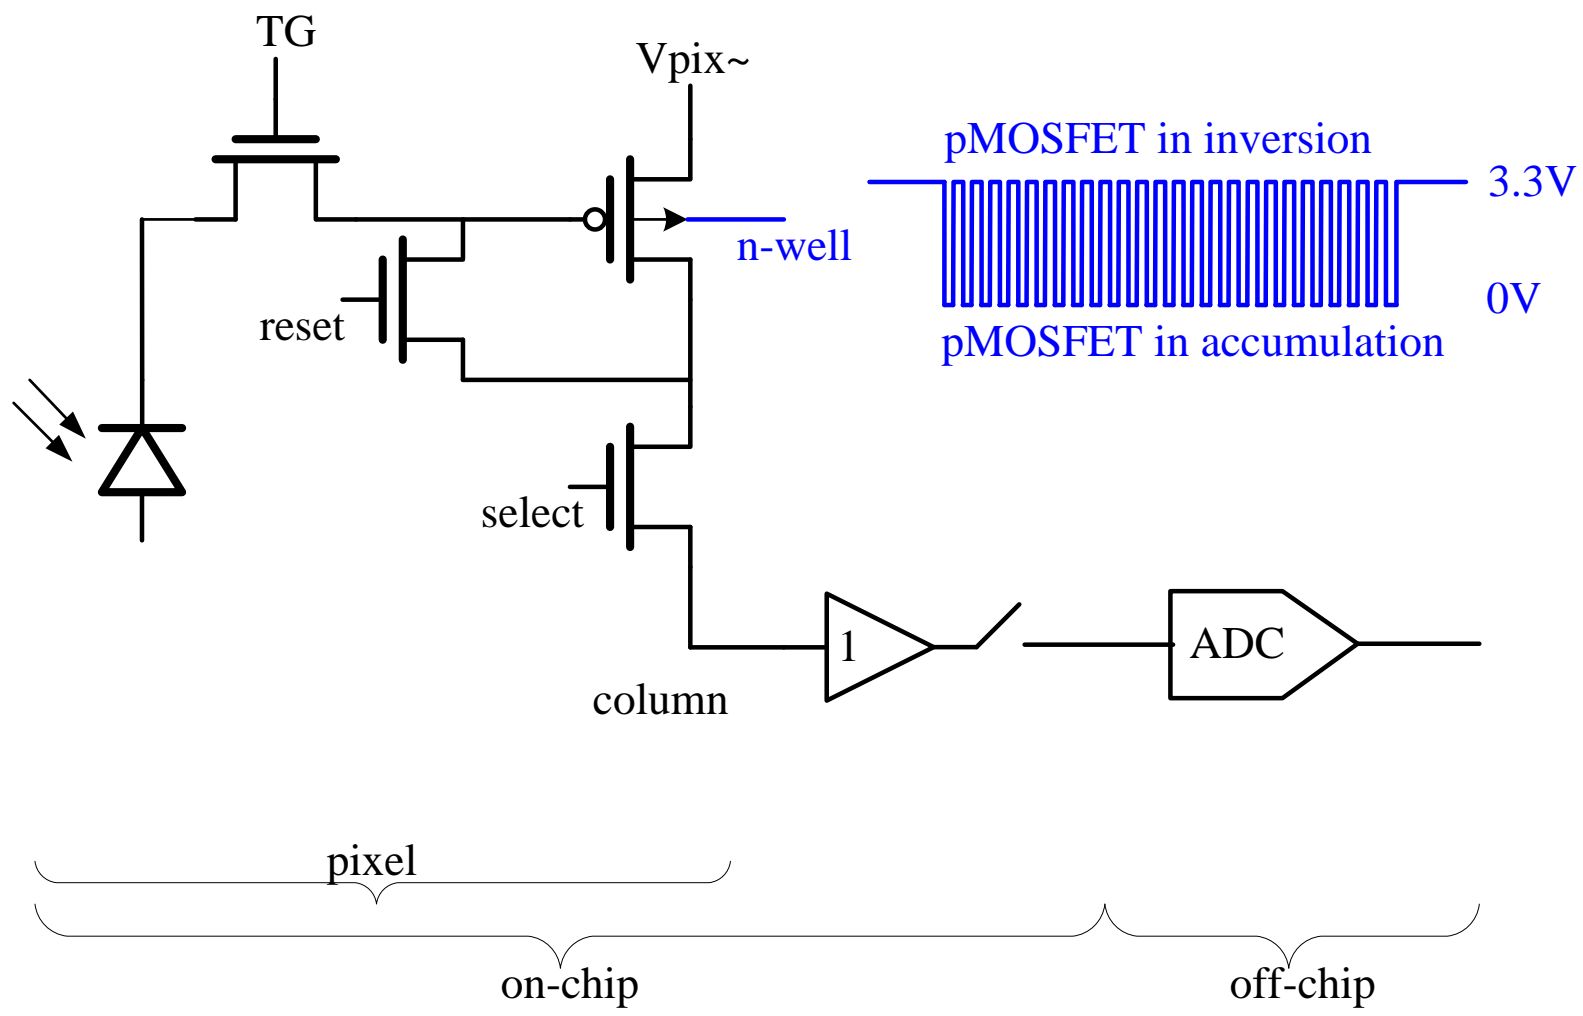 TG
Vpix~
pMOSFET in inversion
3.3V
n-well
0V
reset
pMOSFET in accumulation
select
1
ADC
column
pixel
on-chip
off-chip